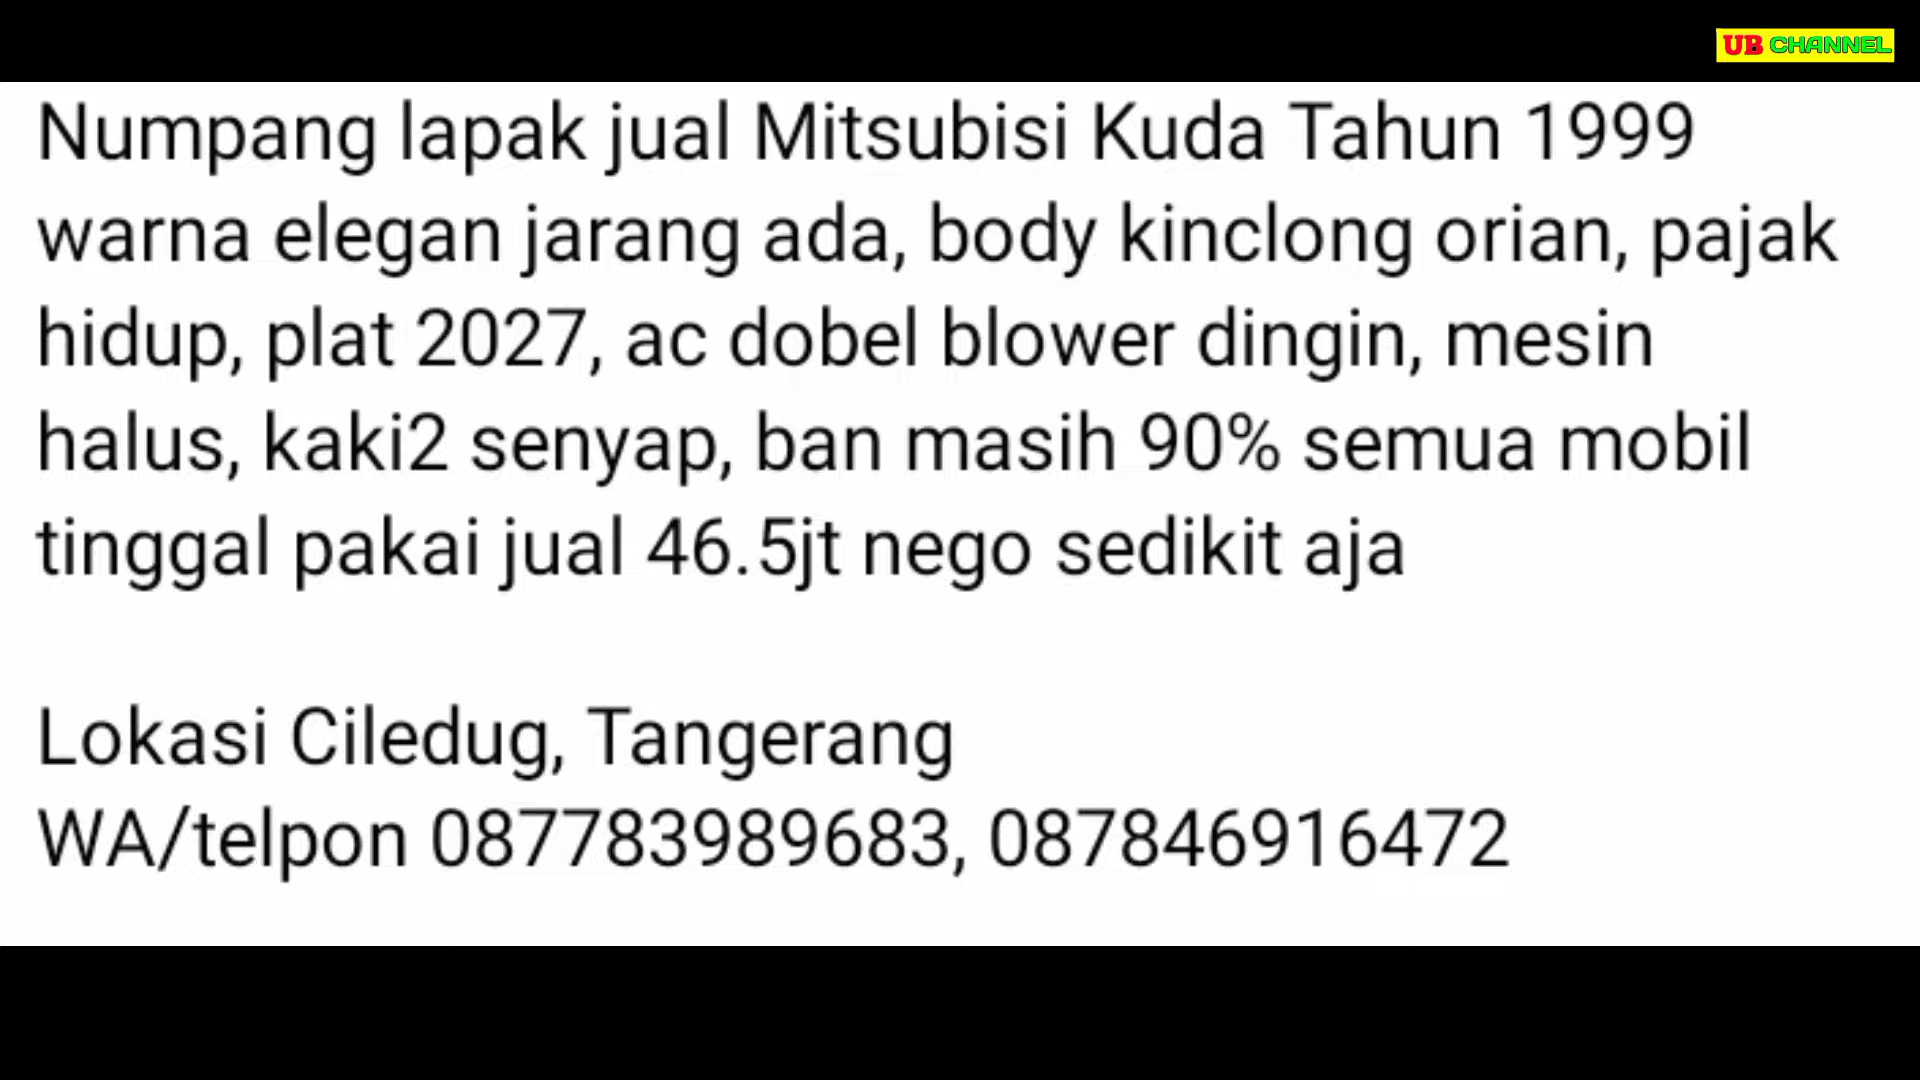 UB CHANNEL
Numpang lapak jual Mitsubisi Kuda Tahun 1999
warna elegan jarang ada, body kinclong orian, pajak
hidup, plat 2027, ac dobel blower dingin, mesin
halus, kaki2 senyap, ban masih 90% semua mobil
tinggal pakai jual 46.5jt nego sedikit aja
Lokasi Ciledug, Tangerang
WA/telpon 087783989683, 087846916472